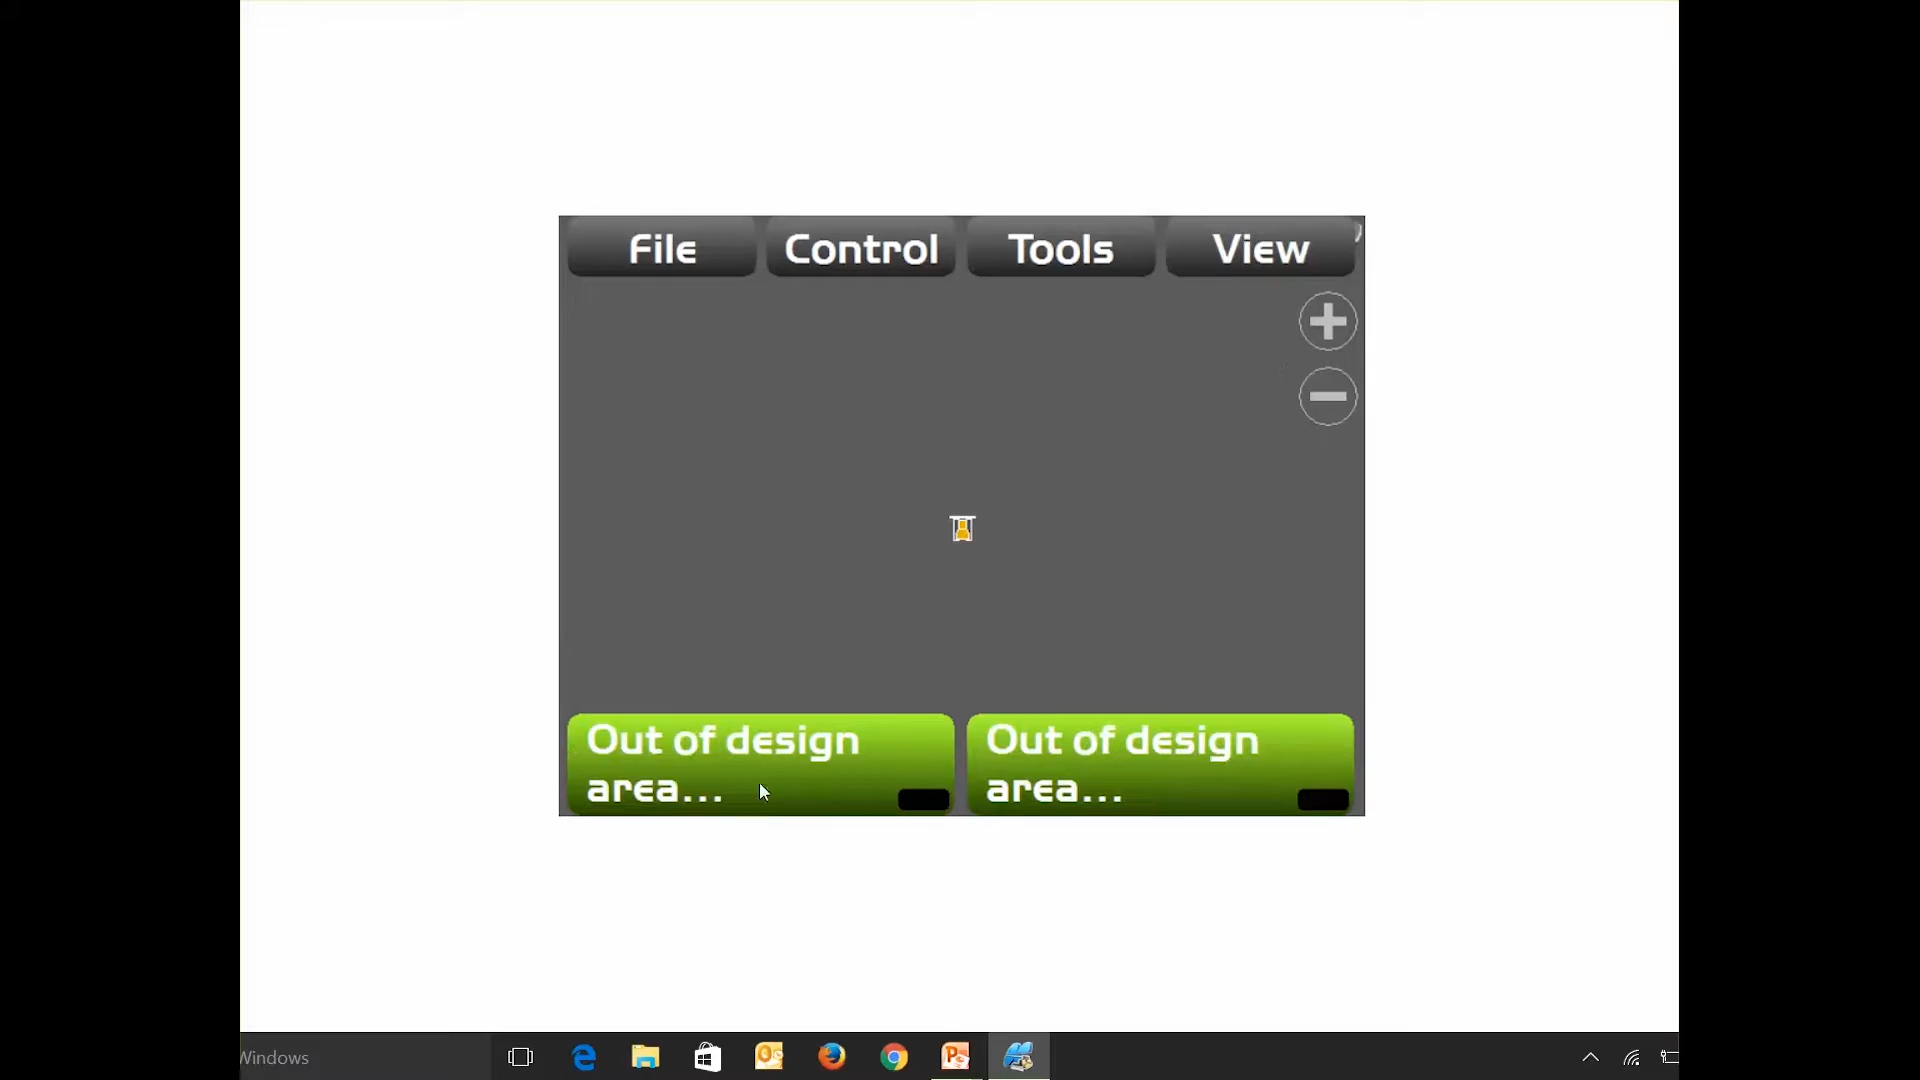 File Control Tools View
Out of design
area...
Out of design
area...
Windows